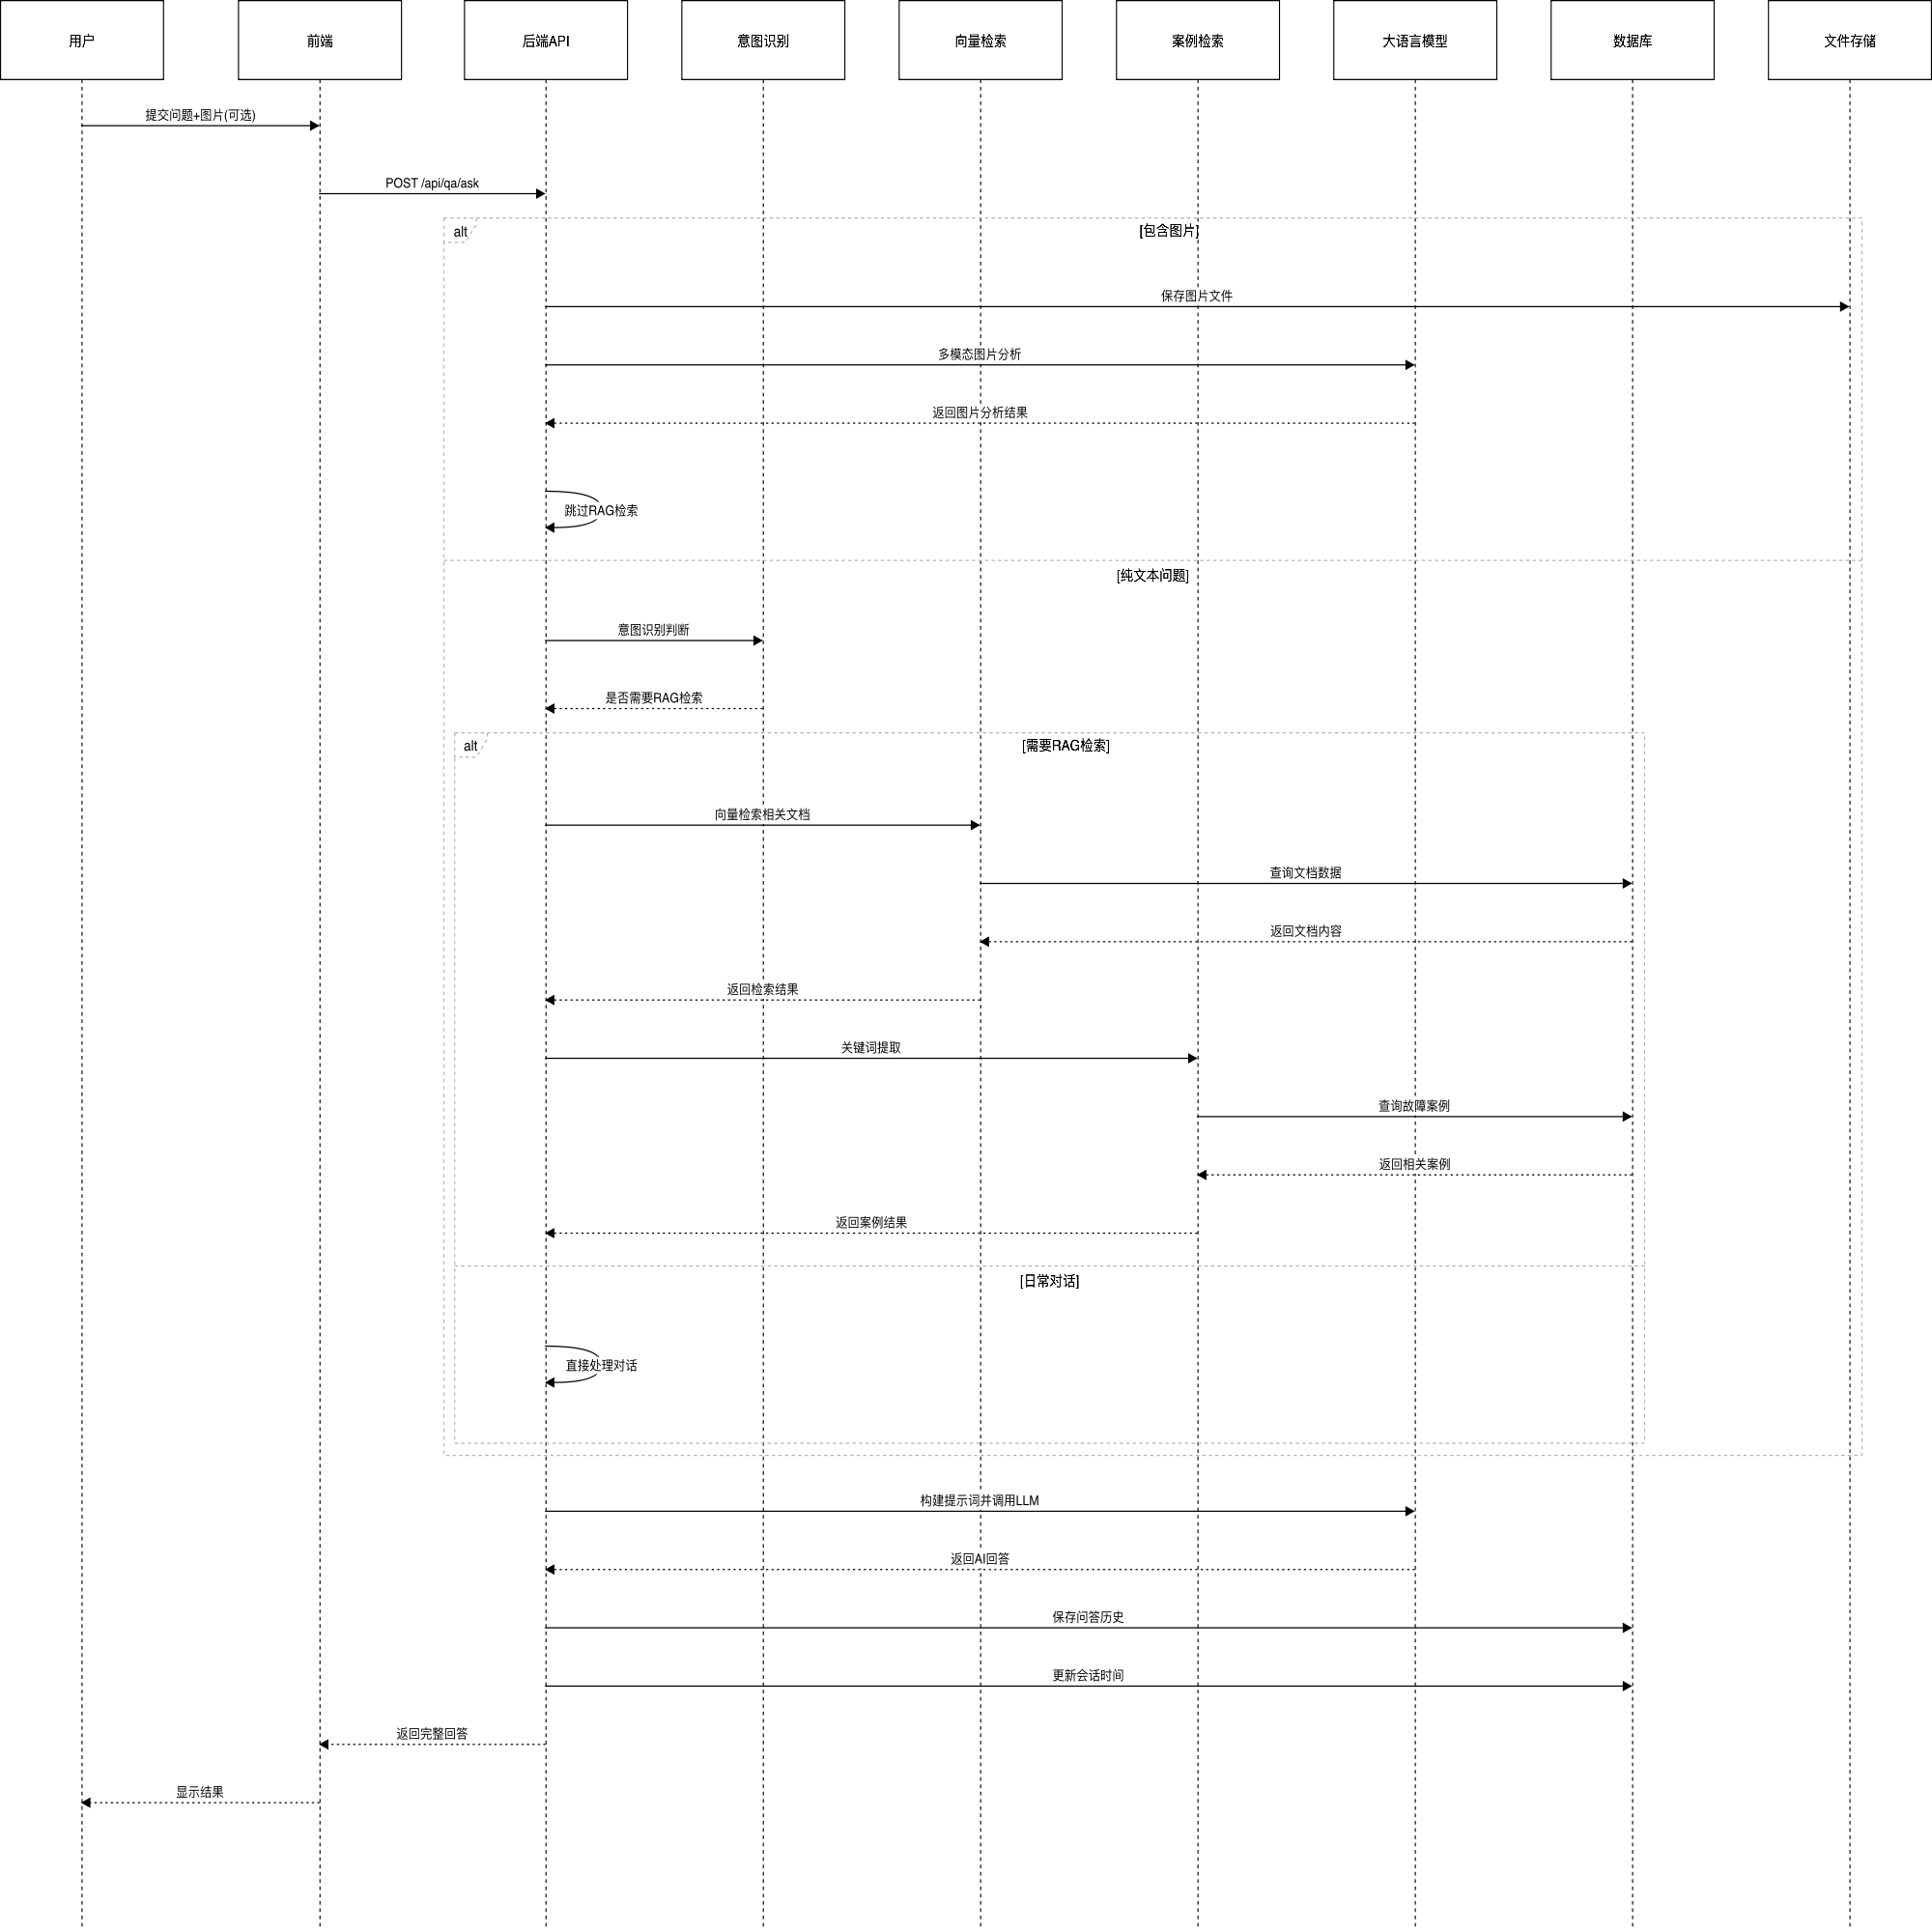 用户
前端
后端API
意图识别
向量检索
案例检索
大语言模型
数据库
文件存储
提交问题+图片(可选)
POST /api/qa/ask
alt
[包含图片]
保存图片文件
多模态图片分析
返回图片分析结果
跳过RAG检索
[纯文本问题]
意图识别判断
是否需要RAG检索
alt
[需要RAG检索]
向量检索相关文档
查询文档数据
返回文档内容
返回检索结果
关键词提取
查询故障案例
返回相关案例
返回案例结果
[日常对话]
直接处理对话
构建提示词并调用LLM
返回AI回答
保存问答历史
更新会话时间
返回完整回答
显示结果